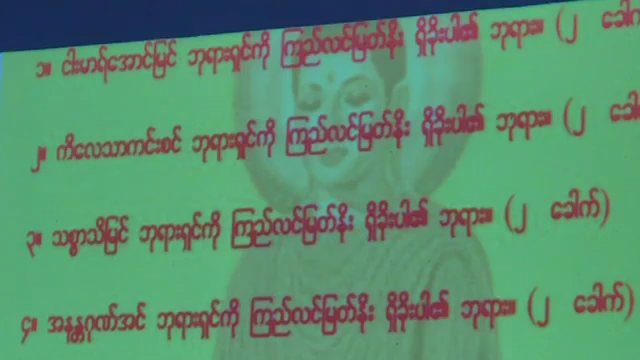 ၁။ ငါးမာရ်အောင်မြင် ဘုရားရှင်ကို ကြည်လင်မြတ်နိုး ရှိခိုးပါ၏ ဘုရား။ (၂ ခေါက်
၂။ ကိလေသာကင်းစင် ဘုရားရှင်ကို ကြည်လင်မြတ်နိုး ရှိခိုးပါ၏ ဘုရား။ (၂ ခေါ
၃။ သစ္စာသိမြင် ဘုရားရှင်ကို ကြည်လင်မြတ်နိုး ရှိခိုးပါ၏ ဘုရား။ (၂ ခေါက်)
၄။ အနန္တဂုဏ်အင် ဘုရားရှင်ကို ကြည်လင်မြတ်နိုး ရှိခိုးပါ၏ ဘုရား။ (၂ ခေါက်)